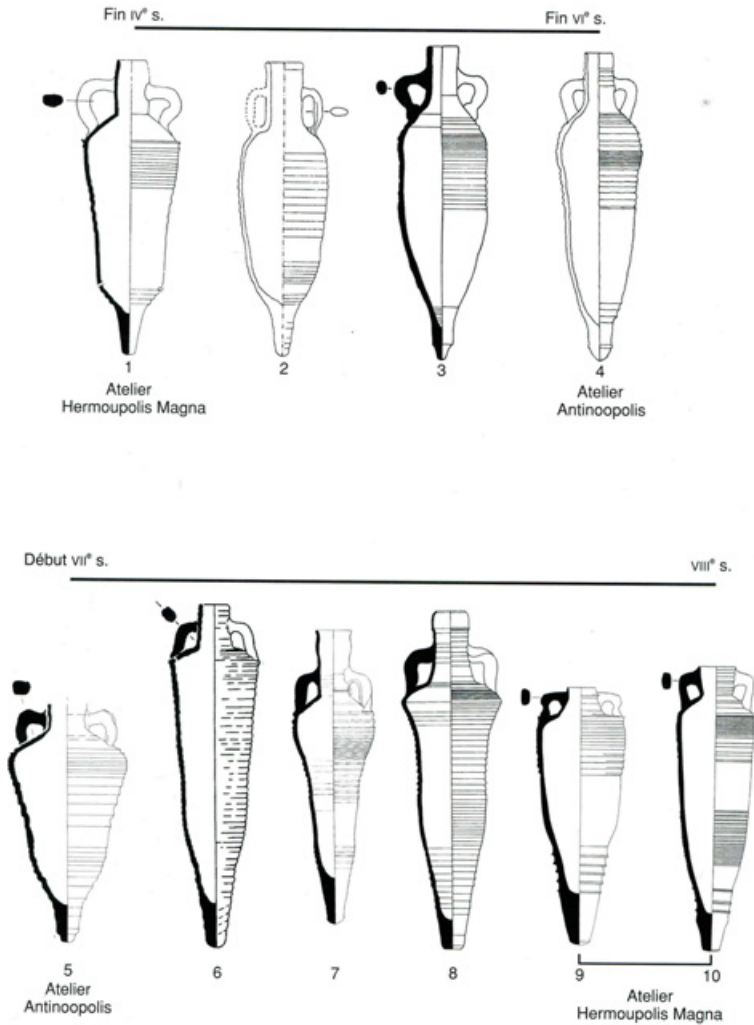 Fin IVe s.
Fin VIe s.
1
2
3
4
Atelier
Hermoupolis Magna
Atelier
Antinoopolis
Début VIIe s.
VIIIe s.
5
6
7
8
9
10
Atelier
Antinoopolis
Atelier
Hermoupolis Magna